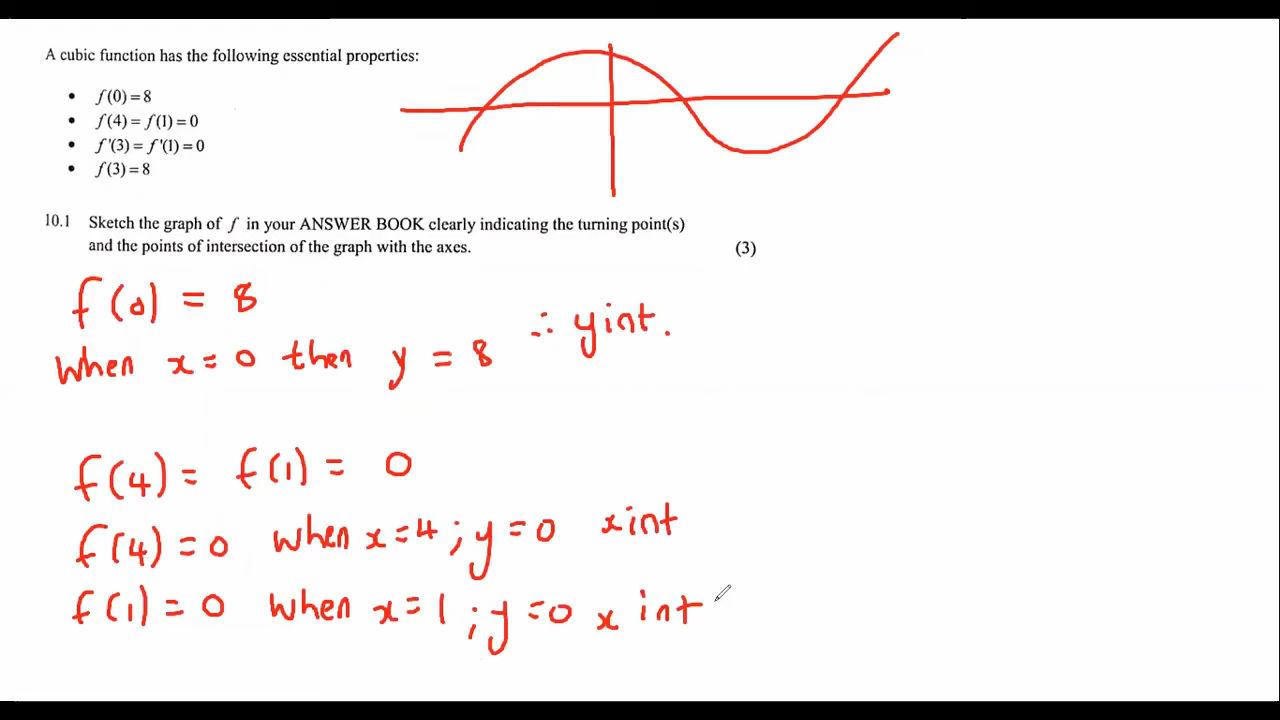 A cubic function has the following essential properties:
• f(0) = 8
• f(4) = f(1) = 0
• f'(3) = f'(1) = 0
• f(3) = 8
10.1 Sketch the graph of f in your ANSWER BOOK clearly indicating the turning point(s)
and the points of intersection of the graph with the axes. (3)
f(0) = 8
When x = 0 then y = 8 ∴ y int.
f(4) = f(1) = 0
f(4) = 0 when x = 4 ; y = 0 x int
f(1) = 0 when x = 1 ; y = 0 x int